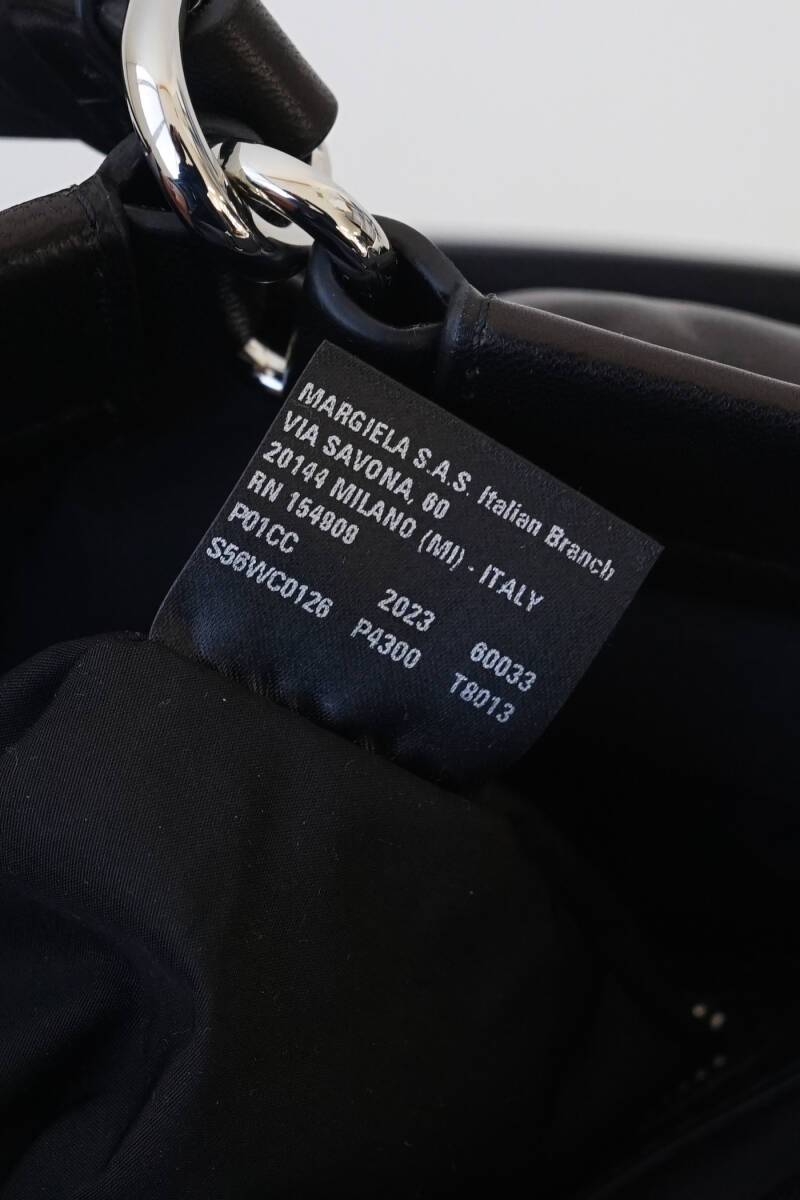 MARGIELA S.A.S. Italian Branch
VIA SAVONA, 60
20144 MILANO (MI) - ITALY
RN 154909
P01CC 2023 60033
S56WC0126 P4300 T8013